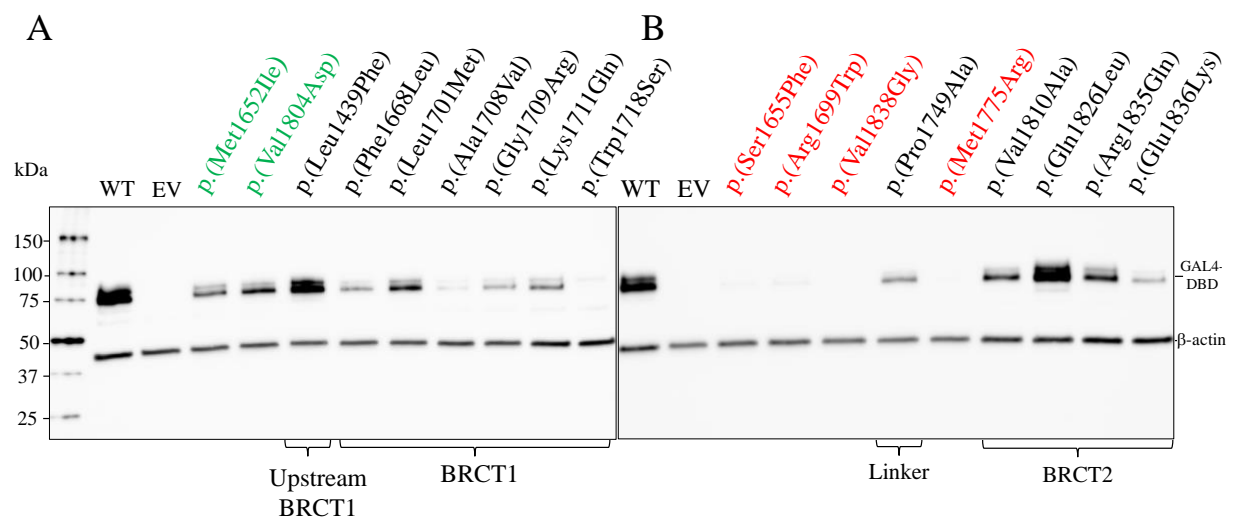 A
B
kDa
WT
EV
p.(Met1652Ile)
p.(Val1804Asp)
p.(Leu1439Phe)
p.(Phe1668Leu)
p.(Leu1701Met)
p.(Ala1708Val)
p.(Gly1709Arg)
p.(Lys1711Gln)
p.(Trp1718Ser)
WT
EV
p.(Ser1655Phe)
p.(Arg1699Trp)
p.(Val1838Gly)
p.(Pro1749Ala)
p.(Met1775Arg)
p.(Val1810Ala)
p.(Gln1826Leu)
p.(Arg1835Gln)
p.(Glu1836Lys)
150
100
75
50
37
25
GAL4-
DBD
β-actin
Upstream
BRCT1
BRCT1
Linker
BRCT2